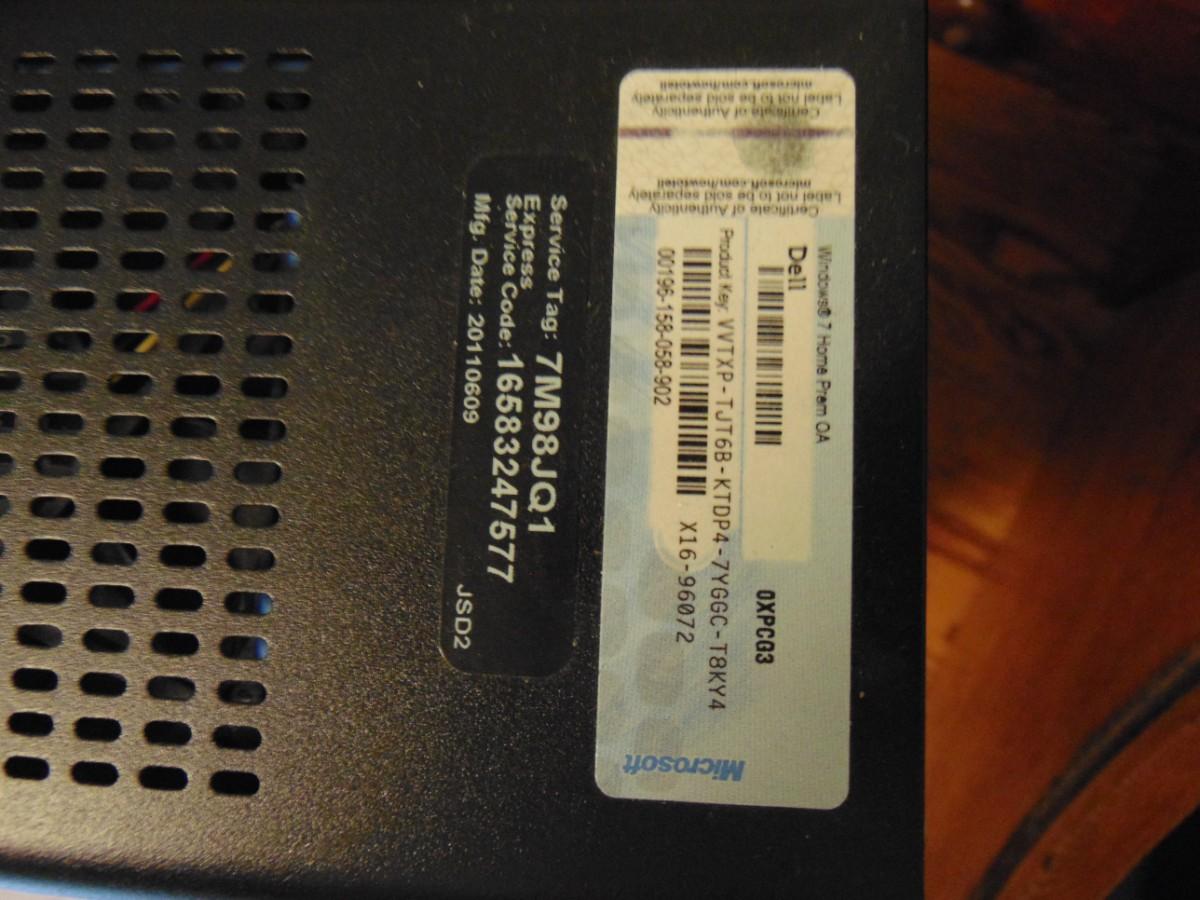 Certificate of Authenticity
Label not to be sold separately
microsoft.com/howtotell
Certificate of Authenticity
Label not to be sold separately
microsoft.com/howtotell
Windows® 7 Home Prem OA
Dell
0XPCG3
Product Key: VVTXP-TJT6B-KTDP4-7YGGC-T8KY4
X16-96072
00196-158-058-902
Microsoft
Service Tag: 7M98JQ1
Express
Service Code: 16583247577
Mfg. Date: 20110609
JSD2